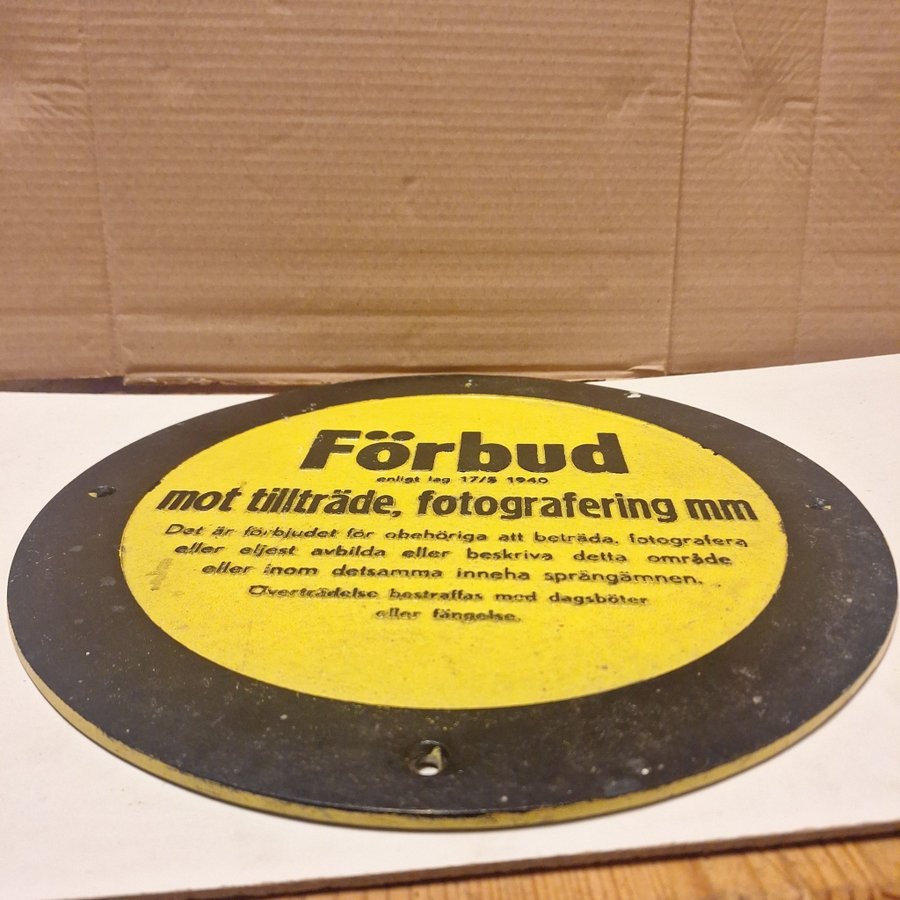 Förbud
enligt lag 17/5 1940
mot tillträde, fotografering mm
Det är förbjudet för obehöriga att beträda, fotografera
eller eljest avbilda eller beskriva detta område
eller inom detsamma inneha sprängämnen.
Överträdelse bestraffas med dagsböter
eller fängelse.